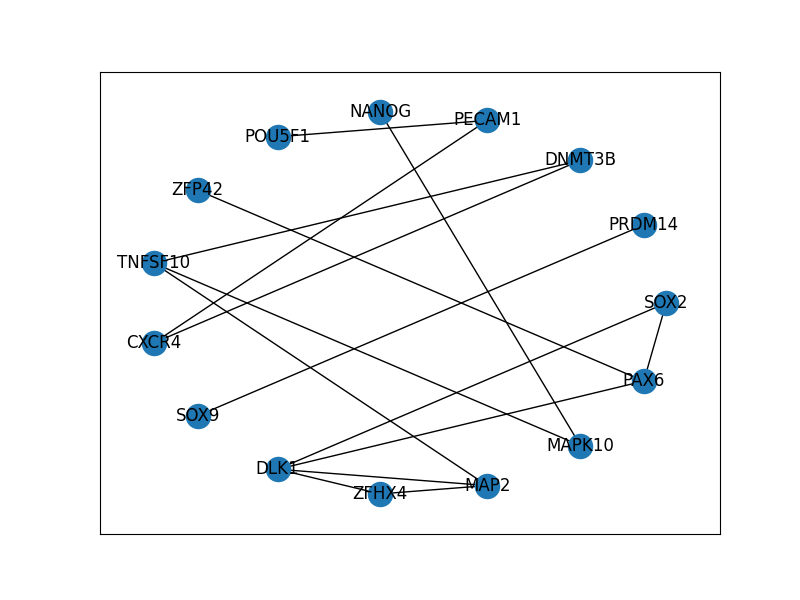 NANOG
PECAM1
POU5F1
DNMT3B
ZFP42
PRDM14
TNFSF10
SOX2
CXCR4
PAX6
SOX9
MAPK10
DLK1
MAP2
ZFHX4